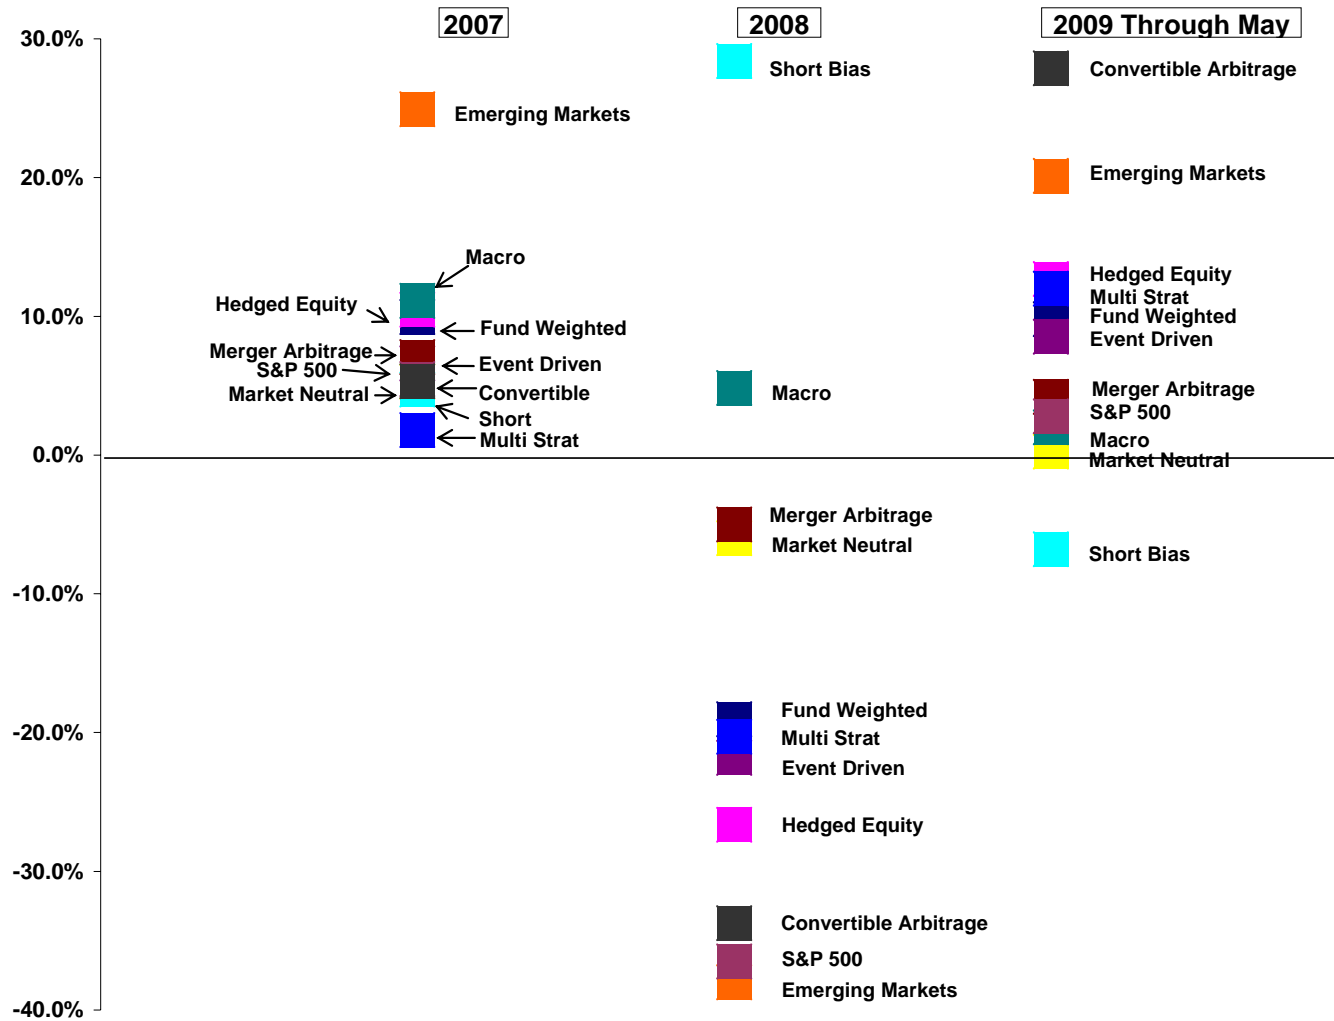 2007
2008
2009 Through May
30.0%
20.0%
10.0%
0.0%
-10.0%
-20.0%
-30.0%
-40.0%
Emerging Markets
Macro
Hedged Equity
Fund Weighted
Merger Arbitrage
S&P 500
Event Driven
Market Neutral
Convertible
Short
Multi Strat
Short Bias
Macro
Merger Arbitrage
Market Neutral
Fund Weighted
Multi Strat
Event Driven
Hedged Equity
Convertible Arbitrage
S&P 500
Emerging Markets
Convertible Arbitrage
Emerging Markets
Hedged Equity
Multi Strat
Fund Weighted
Event Driven
Merger Arbitrage
S&P 500
Macro
Market Neutral
Short Bias